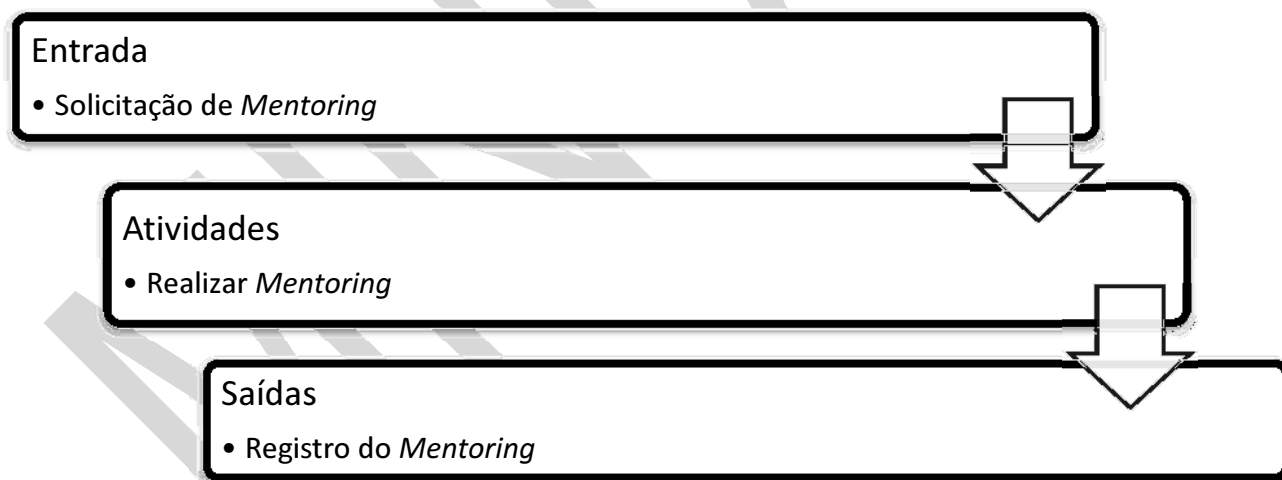 Entrada
• Solicitação de Mentoring
Atividades
• Realizar Mentoring
Saídas
• Registro do Mentoring